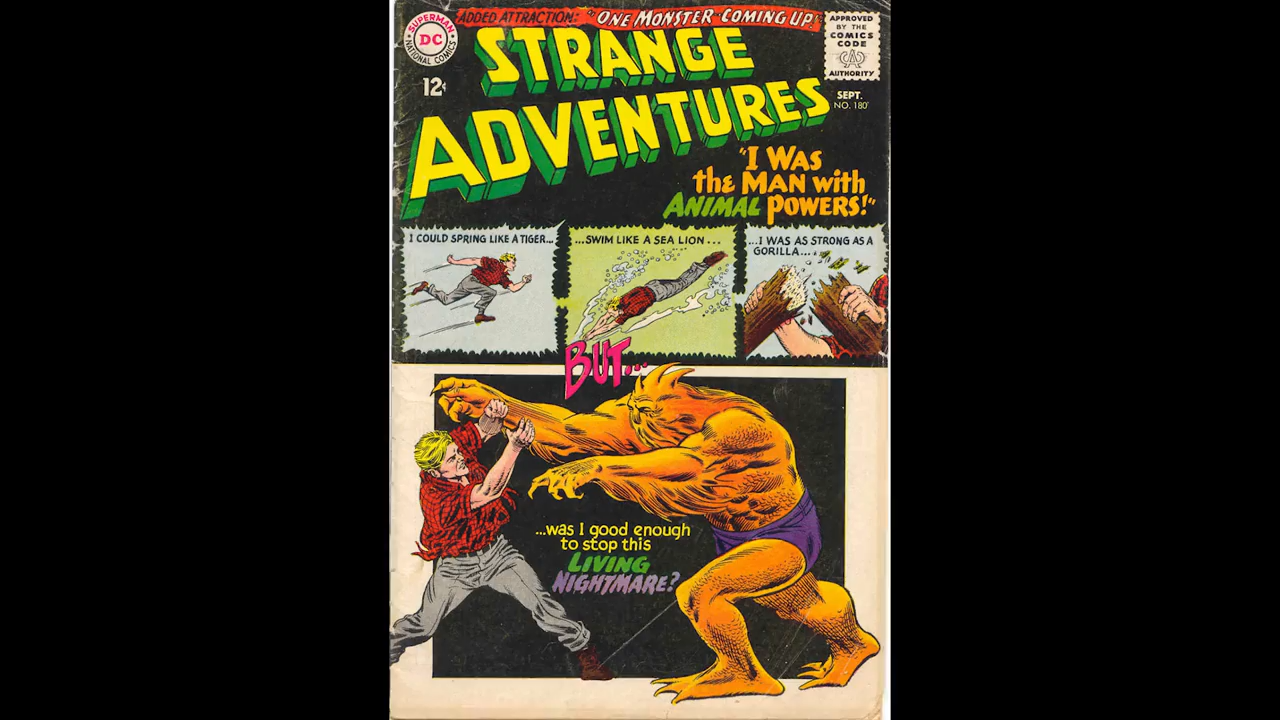 ADDED ATTRACTION: "ONE MONSTER COMING UP!"
SUPERMAN
DC
NATIONAL COMICS
APPROVED
BY THE
COMICS
CODE
CA
AUTHORITY
STRANGE
ADVENTURES
12¢
SEPT.
NO. 180
"I WAS
the MAN with
ANIMAL POWERS!"
I COULD SPRING LIKE A TIGER...
...SWIM LIKE A SEA LION...
...I WAS AS STRONG AS A
GORILLA...
BUT...
...was I good enough
to stop this
LIVING
NIGHTMARE?